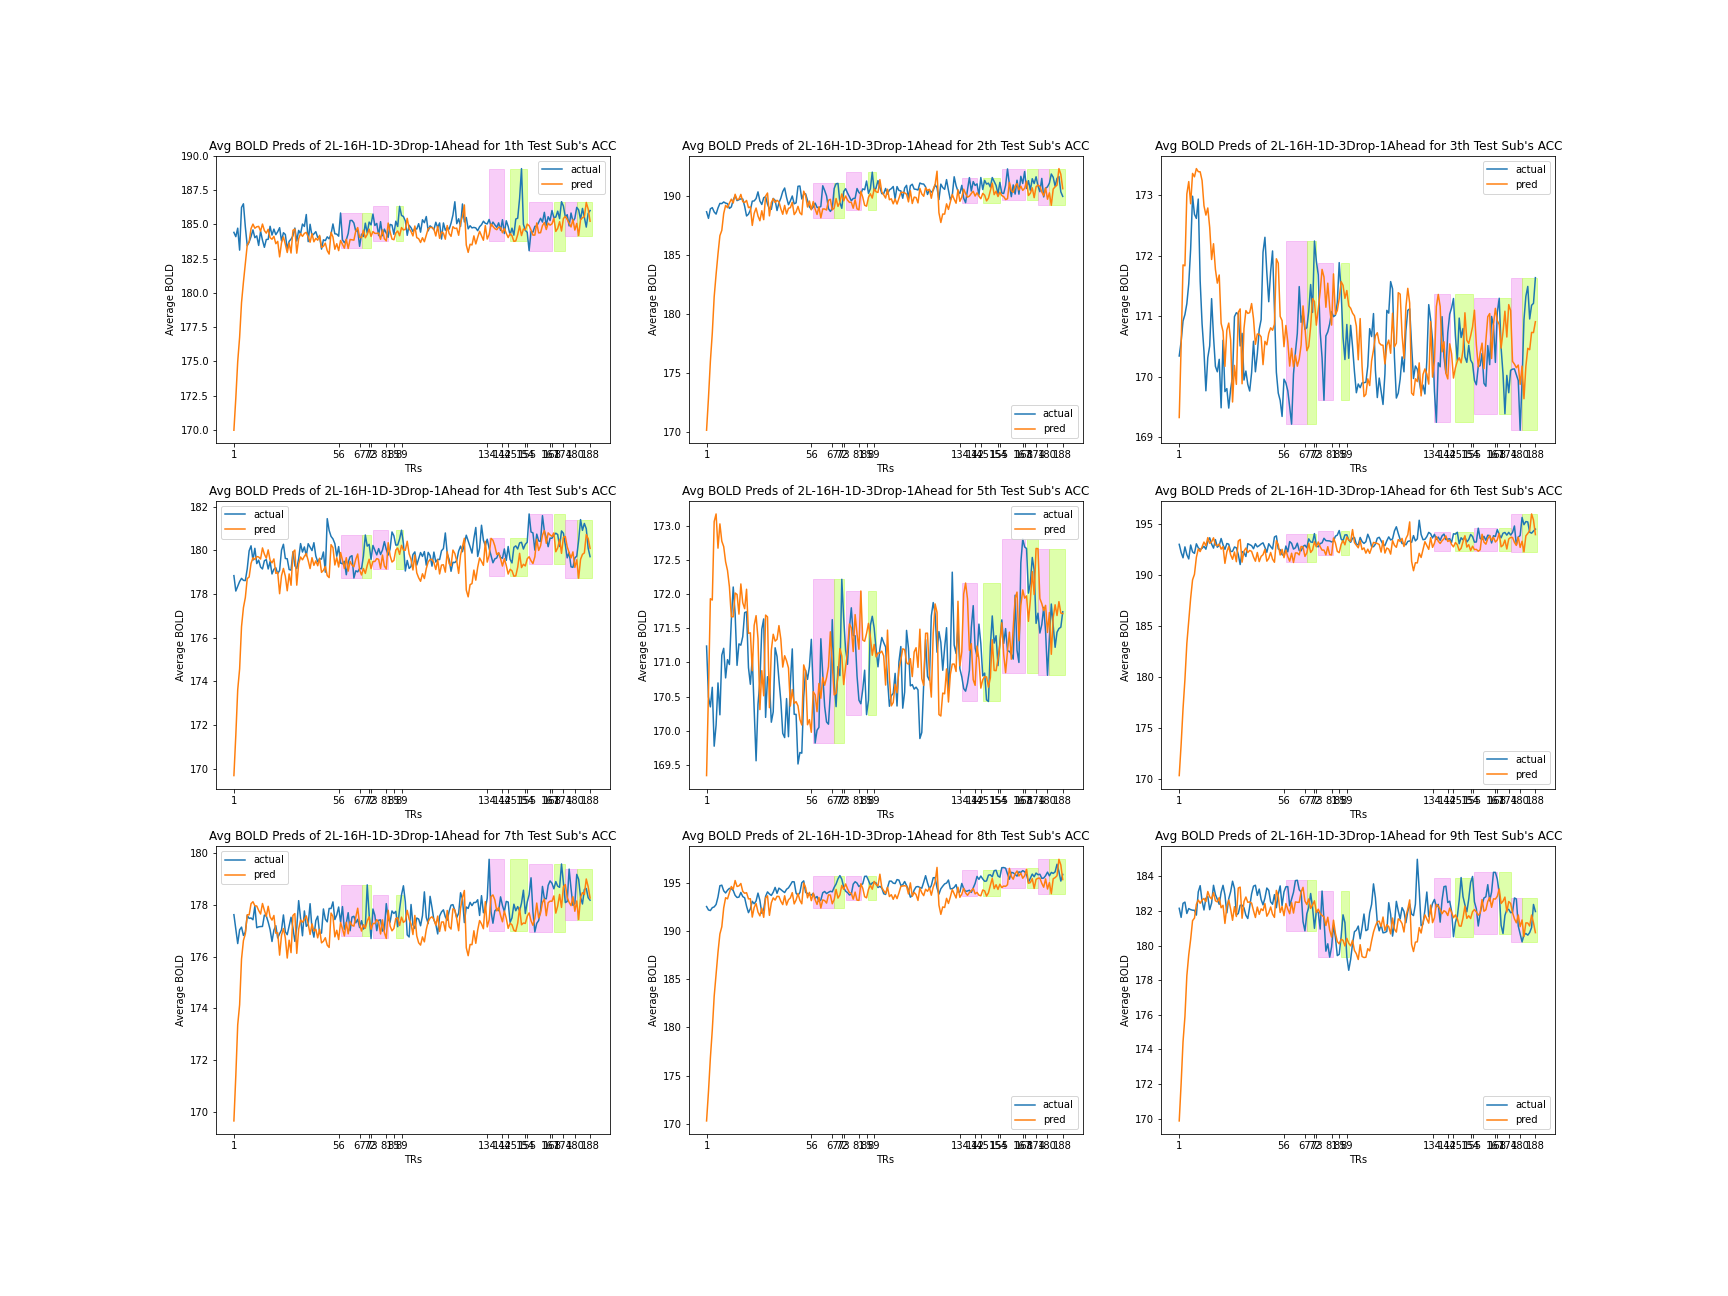 Avg BOLD Preds of 2L-16H-1D-3Drop-1Ahead for 1th Test Sub's ACC
190.0
187.5
185.0
182.5
180.0
177.5
175.0
172.5
170.0
Average BOLD
actual
pred
1
56
89
188
TRs
Avg BOLD Preds of 2L-16H-1D-3Drop-1Ahead for 2th Test Sub's ACC
190
185
180
175
170
Average BOLD
actual
pred
1
56
89
188
TRs
Avg BOLD Preds of 2L-16H-1D-3Drop-1Ahead for 3th Test Sub's ACC
173
172
171
170
169
Average BOLD
actual
pred
1
56
89
188
TRs
Avg BOLD Preds of 2L-16H-1D-3Drop-1Ahead for 4th Test Sub's ACC
182
180
178
176
174
172
170
Average BOLD
actual
pred
1
56
89
188
TRs
Avg BOLD Preds of 2L-16H-1D-3Drop-1Ahead for 5th Test Sub's ACC
173.0
172.5
172.0
171.5
171.0
170.5
170.0
169.5
Average BOLD
actual
pred
1
56
89
188
TRs
Avg BOLD Preds of 2L-16H-1D-3Drop-1Ahead for 6th Test Sub's ACC
195
190
185
180
175
170
Average BOLD
actual
pred
1
56
89
188
TRs
Avg BOLD Preds of 2L-16H-1D-3Drop-1Ahead for 7th Test Sub's ACC
180
178
176
174
172
170
Average BOLD
actual
pred
1
56
89
188
TRs
Avg BOLD Preds of 2L-16H-1D-3Drop-1Ahead for 8th Test Sub's ACC
195
190
185
180
175
170
Average BOLD
actual
pred
1
56
89
188
TRs
Avg BOLD Preds of 2L-16H-1D-3Drop-1Ahead for 9th Test Sub's ACC
184
182
180
178
176
174
172
170
Average BOLD
actual
pred
1
56
89
188
TRs